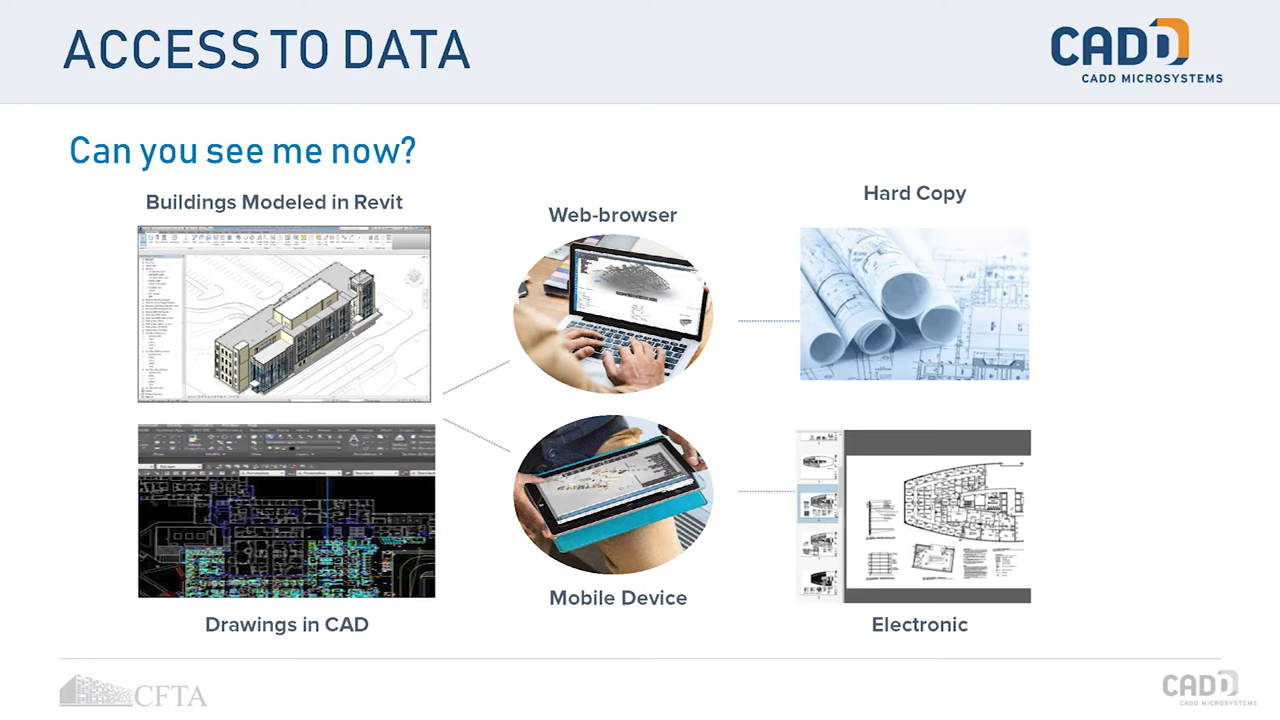 ACCESS TO DATA
CADD
CADD MICROSYSTEMS
Can you see me now?
Buildings Modeled in Revit
Web-browser
Hard Copy
Drawings in CAD
Mobile Device
Electronic
CFTA
CADD
CADD MICROSYSTEMS